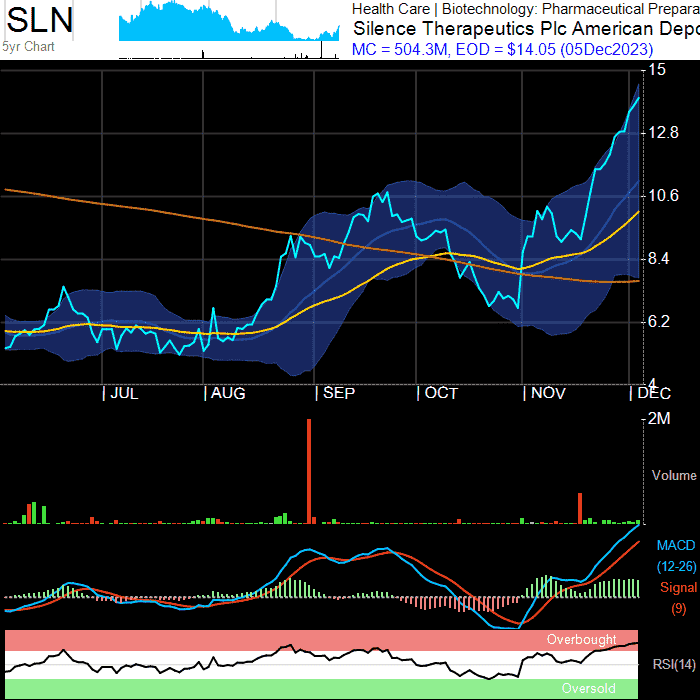 SLN
5yr Chart
Health Care | Biotechnology: Pharmaceutical Prepara
Silence Therapeutics Plc American Depo
MC = 504.3M, EOD = $14.05 (05Dec2023)
15
12.8
10.6
8.4
6.2
4
JUL
AUG
SEP
OCT
NOV
DEC
2M
Volume
MACD
(12-26)
Signal
(9)
Overbought
RSI(14)
Oversold